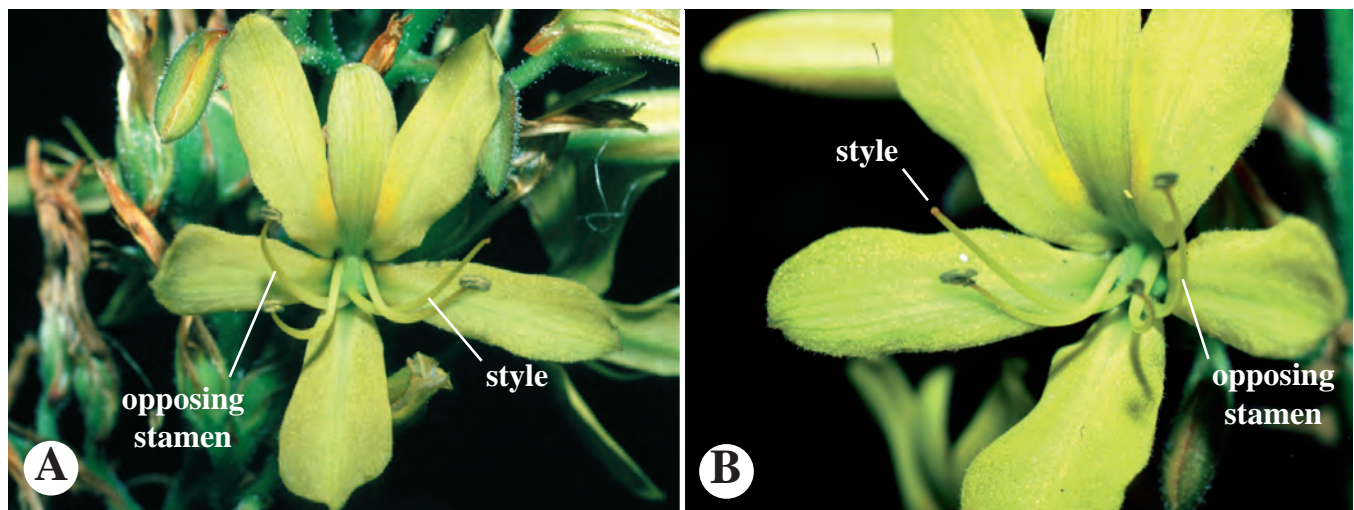 opposing
stamen
style
A
style
opposing
stamen
B